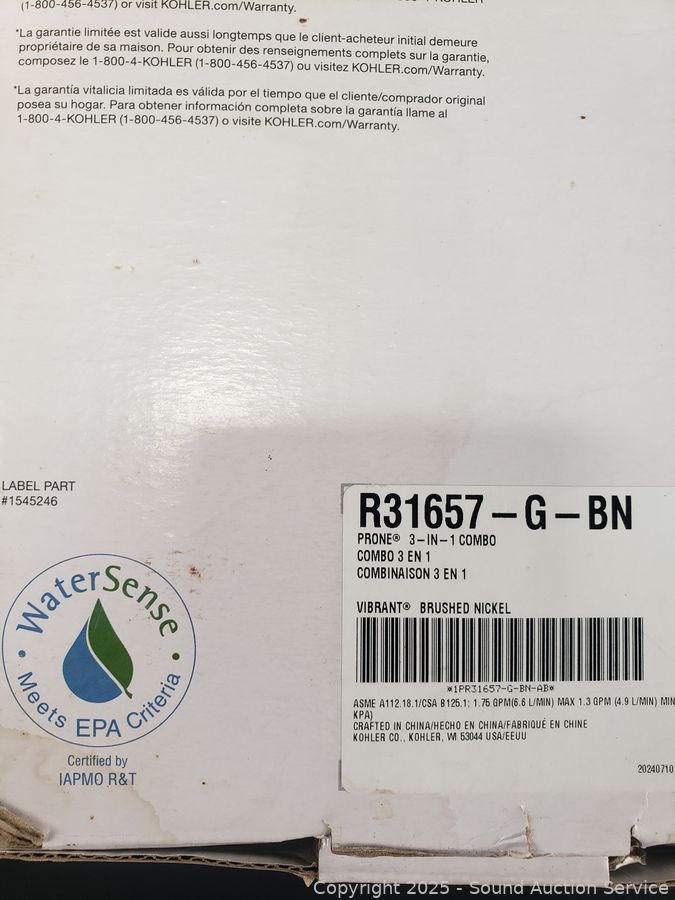 (1-800-456-4537) or visit KOHLER.com/Warranty.
*La garantie limitée est valide aussi longtemps que le client-acheteur initial demeure
propriétaire de sa maison. Pour obtenir des renseignements complets sur la garantie,
composez le 1-800-4-KOHLER (1-800-456-4537) ou visitez KOHLER.com/Warranty.
*La garantía vitalicia limitada es válida por el tiempo que el cliente/comprador original
posea su hogar. Para obtener información completa sobre la garantía llame al
1-800-4-KOHLER (1-800-456-4537) o visite KOHLER.com/Warranty.
LABEL PART
#1545246
WaterSense
Meets EPA Criteria
Certified by
IAPMO R&T
R31657-G-BN
PRONE® 3-IN-1 COMBO
COMBO 3 EN 1
COMBINAISON 3 EN 1
VIBRANT® BRUSHED NICKEL
*1PR31657-G-BN-AB*
ASME A112.18.1/CSA B125.1; 1.75 GPM(6.6 L/MIN) MAX 1.3 GPM (4.9 L/MIN) MIN
KPA)
CRAFTED IN CHINA/HECHO EN CHINA/FABRIQUÉ EN CHINE
KOHLER CO., KOHLER, WI 53044 USA/EEUU
20240710
Copyright 2025 - Sound Auction Service